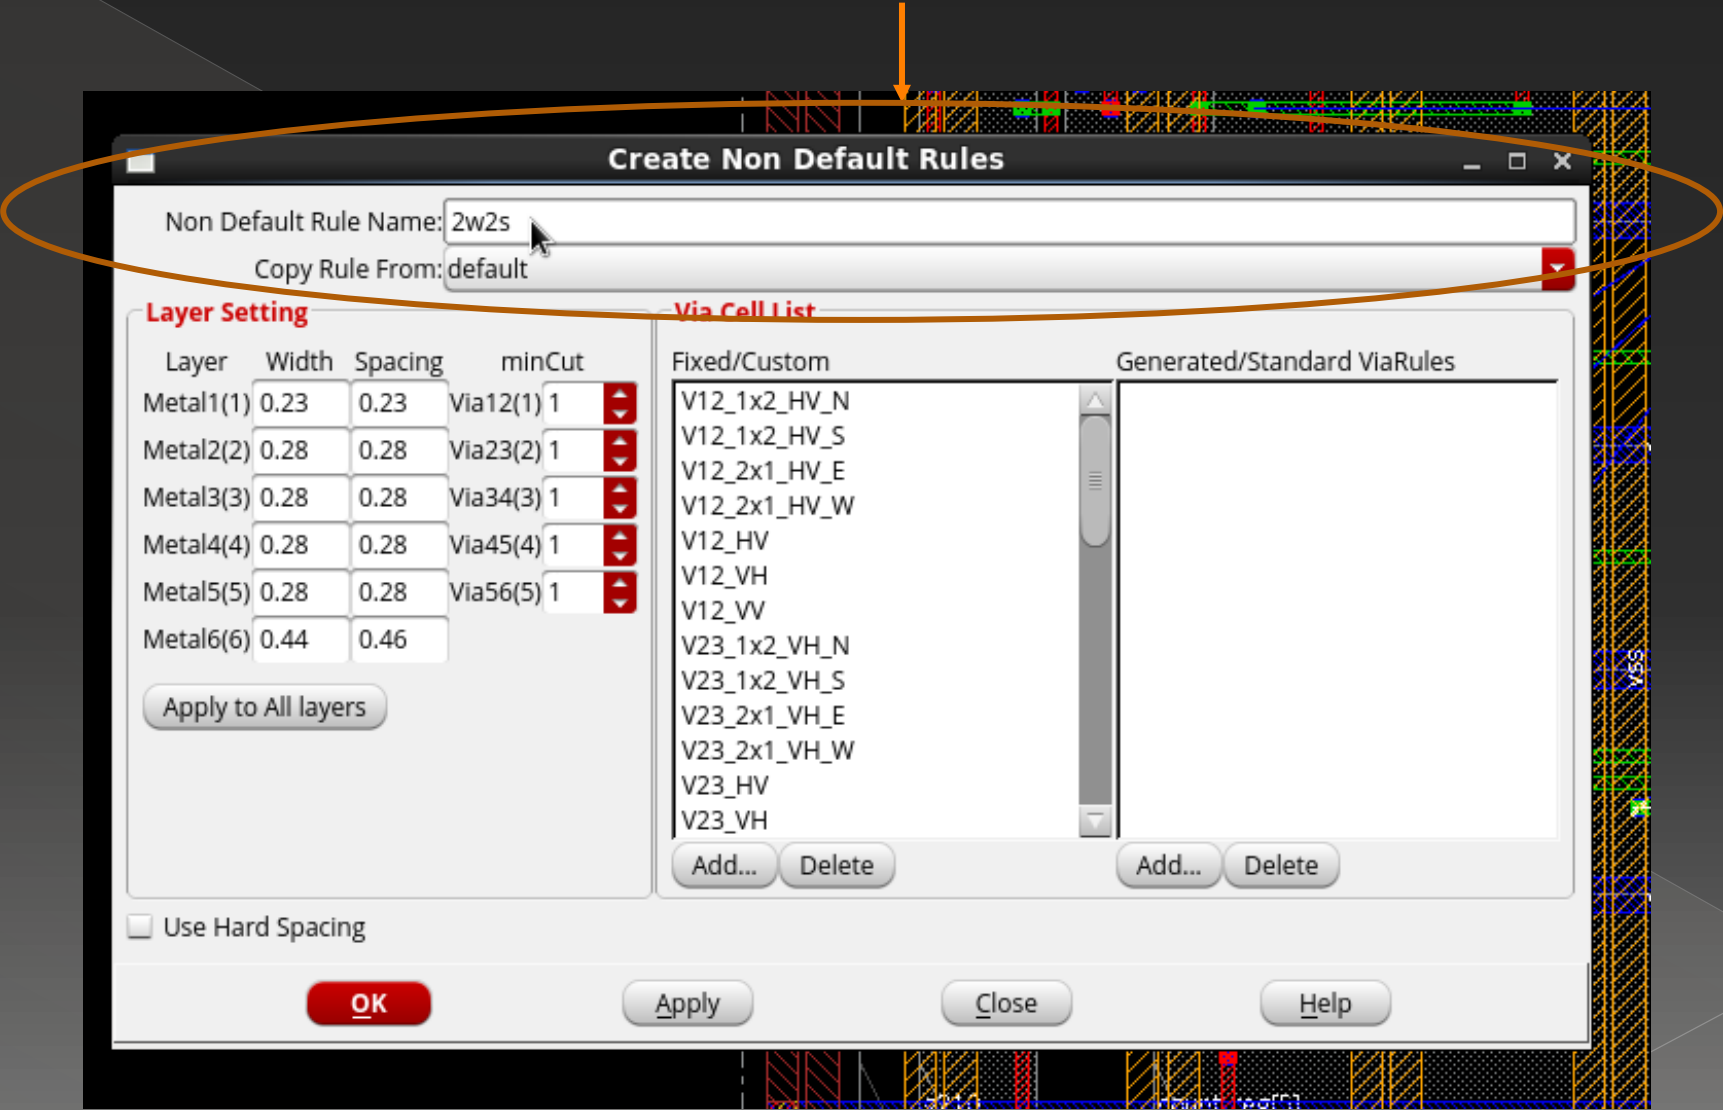 Create Non Default Rules
Non Default Rule Name: 2w2s
Copy Rule From: default
Layer Setting
Layer Width Spacing minCut
Metal1(1) 0.23 0.23 Via12(1) 1
Metal2(2) 0.28 0.28 Via23(2) 1
Metal3(3) 0.28 0.28 Via34(3) 1
Metal4(4) 0.28 0.28 Via45(4) 1
Metal5(5) 0.28 0.28 Via56(5) 1
Metal6(6) 0.44 0.46
Apply to All layers
Via Cell List
Fixed/Custom
V12_1x2_HV_N
V12_1x2_HV_S
V12_2x1_HV_E
V12_2x1_HV_W
V12_HV
V12_VH
V12_VV
V23_1x2_VH_N
V23_1x2_VH_S
V23_2x1_VH_E
V23_2x1_VH_W
V23_HV
V23_VH
Add... Delete
Generated/Standard ViaRules
Add... Delete
Use Hard Spacing
OK Apply Close Help
VSS